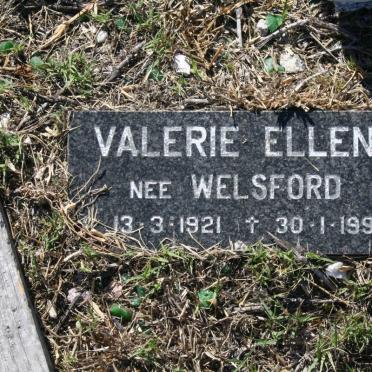 VALERIE ELLEN
NEE WELSFORD
13·3·1921 ✝ 30·1·199